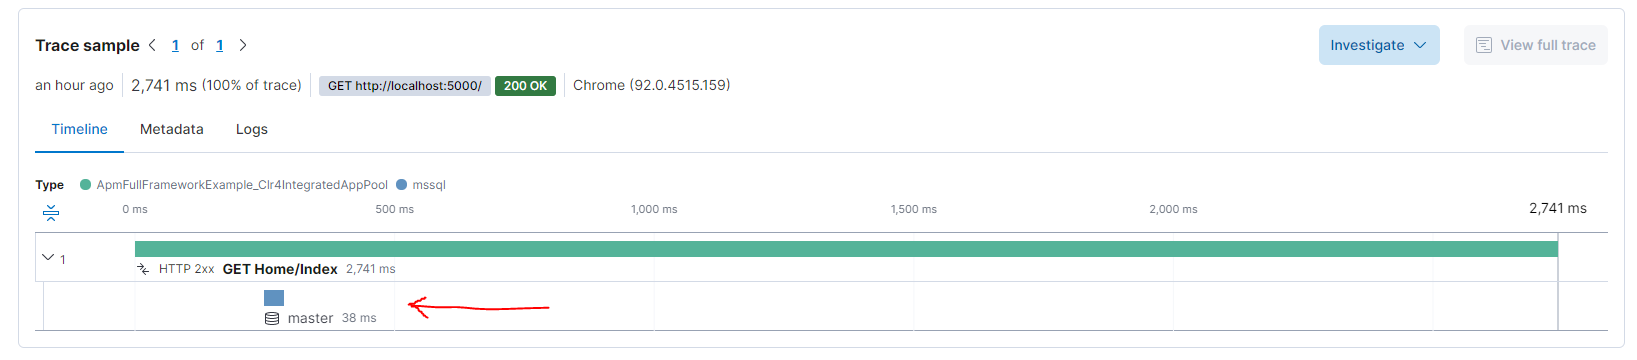 Trace sample 1 of 1 Investigate View full trace
an hour ago 2,741 ms (100% of trace) GET http://localhost:5000/ 200 OK Chrome (92.0.4515.159)
Timeline Metadata Logs
Type ApmFullFrameworkExample_Clr4IntegratedAppPool mssql
0 ms 500 ms 1,000 ms 1,500 ms 2,000 ms 2,741 ms
1
HTTP 2xx GET Home/Index 2,741 ms
master 38 ms